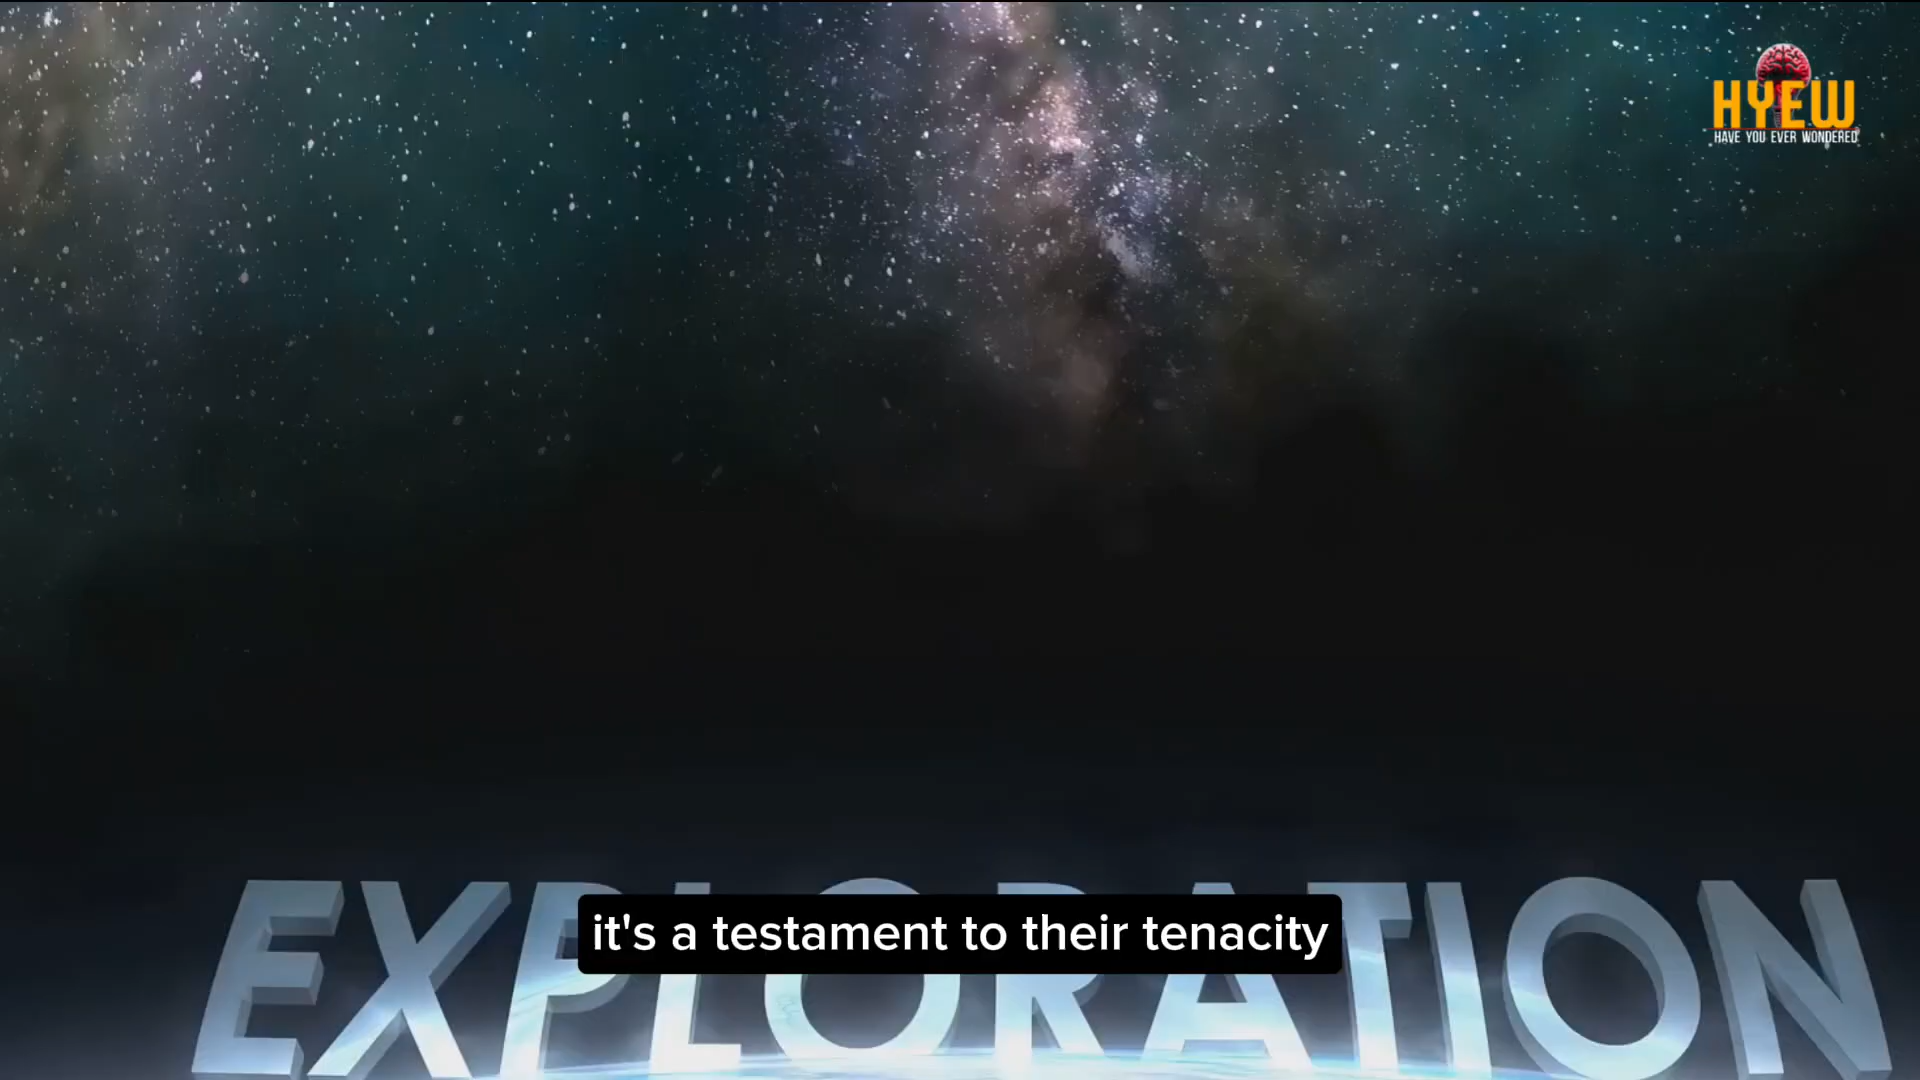 HYEW
HAVE YOU EVER WONDERED
it's a testament to their tenacity
EXPLORATION